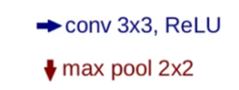 conv 3x3, ReLU
max pool 2x2